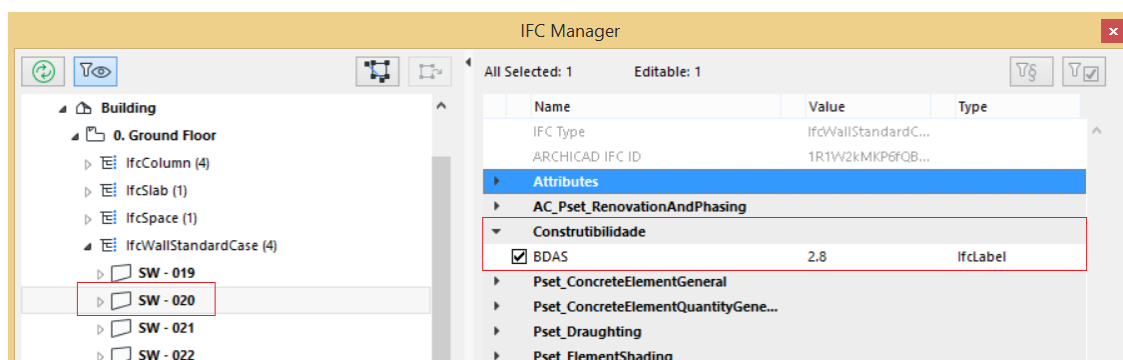 IFC Manager
All Selected: 1 Editable: 1
Building
0. Ground Floor
IfcColumn (4)
IfcSlab (1)
IfcSpace (1)
IfcWallStandardCase (4)
SW - 019
SW - 020
SW - 021
SW - 022
Name Value Type
IFC Type IfcWallStandardC...
ARCHICAD IFC ID 1R1W2kMKP6fQB...
Attributes
AC_Pset_RenovationAndPhasing
Construtibilidade
BDAS 2.8 IfcLabel
Pset_ConcreteElementGeneral
Pset_ConcreteElementQuantityGene...
Pset_Draughting
Pset_ElementShading